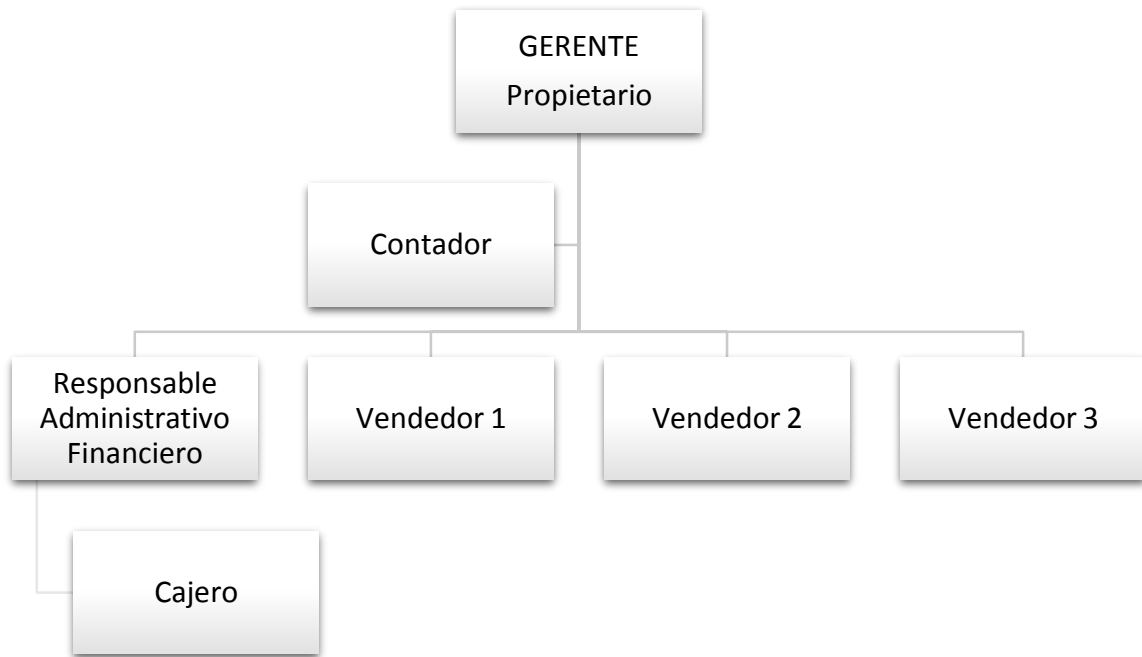 GERENTE
Propietario
Contador
Responsable
Administrativo
Financiero
Vendedor 1
Vendedor 2
Vendedor 3
Cajero